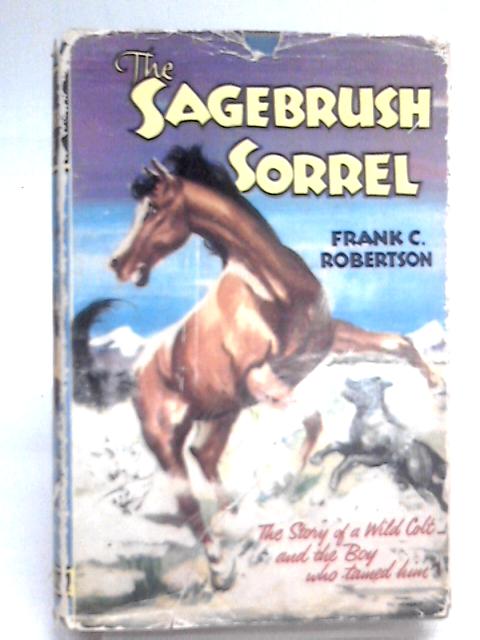 The
SAGEBRUSH
SORREL
FRANK C.
ROBERTSON
The Story of a Wild Colt
and the Boy
who tamed him